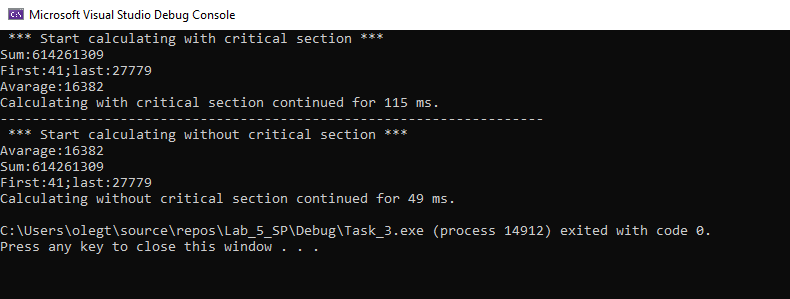 Microsoft Visual Studio Debug Console
*** Start calculating with critical section ***
Sum:614261309
First:41;last:27779
Avarage:16382
Calculating with critical section continued for 115 ms.
--------------------------------------------------------------------
*** Start calculating without critical section ***
Avarage:16382
Sum:614261309
First:41;last:27779
Calculating without critical section continued for 49 ms.
C:\Users\olegt\source\repos\Lab_5_SP\Debug\Task_3.exe (process 14912) exited with code 0.
Press any key to close this window . . .